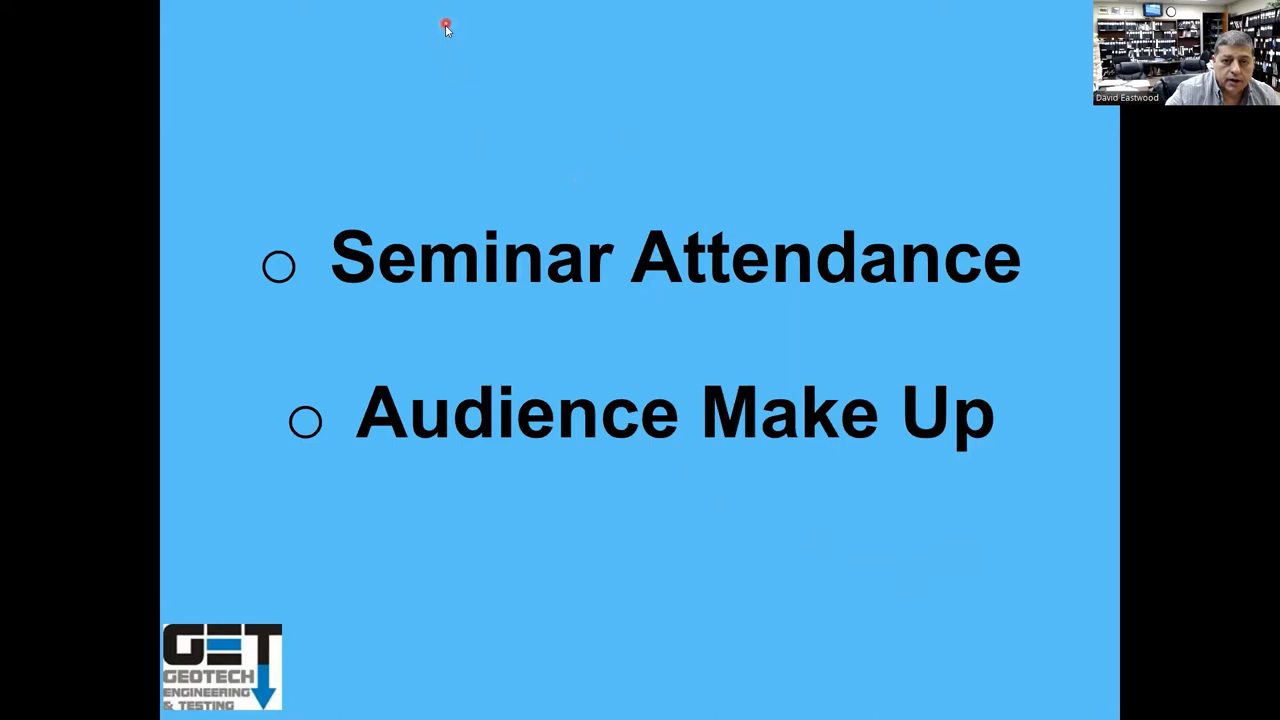 David Eastwood
o Seminar Attendance
o Audience Make Up
GET
GEOTECH
ENGINEERING
& TESTING